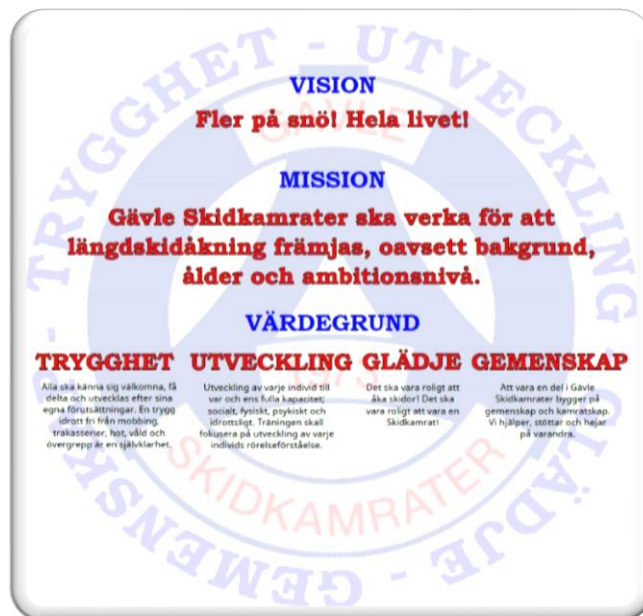 VISION
Fler på snö! Hela livet!
MISSION
Gävle Skidkamrater ska verka för att
längdskidåkning främjas, oavsett bakgrund,
ålder och ambitionsnivå.
VÄRDEGRUND
TRYGGHET
Alla ska känna sig välkomna, få
delta och utvecklas efter sina
egna förutsättningar. En trygg
idrott fri från mobbing,
trakasserier, hot, våld och
övergrepp är en självklarhet.
UTVECKLING
Utveckling av varje individ till
var och ens fulla kapacitet;
socialt, fysiskt, psykiskt och
idrottsligt. Träningen skall
fokusera på utveckling av varje
individs rörelseförståelse.
GLÄDJE
Det ska vara roligt att
åka skidor! Det ska
vara roligt att vara en
Skidkamrat!
GEMENSKAP
Att vara en del i Gävle
Skidkamrater bygger på
gemenskap och kamratskap.
Vi hjälper, stöttar och hejar
på varandra.
TRYGGHET - UTVECKLING - GLÄDJE - GEMENSKAP -
GÄVLE
SKIDKAMRATER